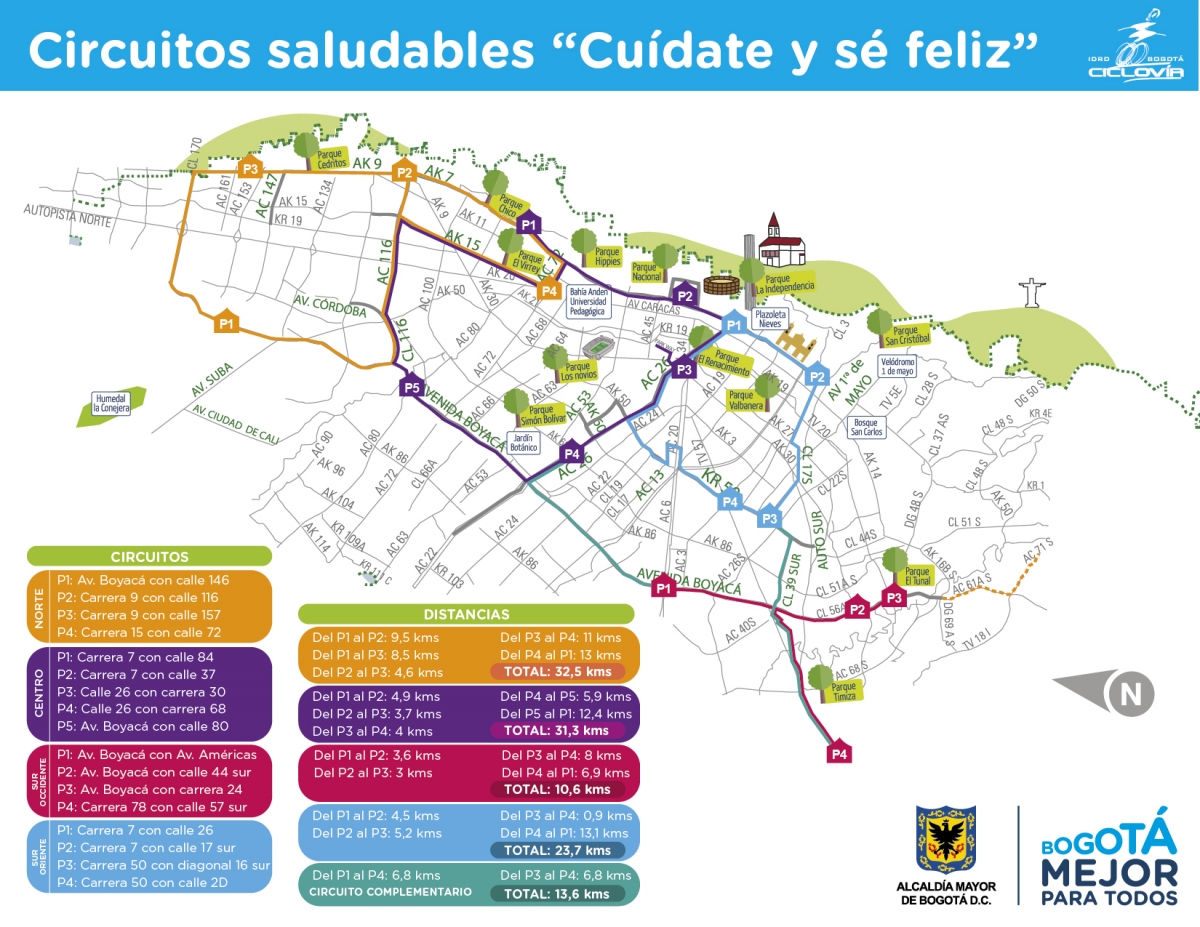 Circuitos saludables “Cuídate y sé feliz”
IDRD BOGOTÁ
CICLOVÍA
CL 170
P3
Parque
Cedritos
AK 9
P2
AK 7
AC 161
AC 153
AC 147
AC 134
AK 15
KR 19
AUTOPISTA NORTE
AK 9
AK 11
Parque
Chicó
P1
AK 15
Parque
El Virrey
AC 72
Parque
Hippies
Parque
Nacional
Parque
La Independencia
AC 116
AC 100
AK 50
AK 30
P4
Bahía Andén
Universidad
Pedagógica
P2
AV CARACAS
Plazoleta
Nieves
P1
AV. CÓRDOBA
P1
AC 80
AC 68
AC 45
KR 19
CL 3
Parque
San Cristóbal
CL 116
AC 72
AC 63
Parque
Los novios
AC 26
P3
Parque
El Renacimiento
AC 19
AK 19
P2
AV 1ª de
MAYO
Velódromo
1 de mayo
TV 5E
CL 28 S
DG 50 S
KR 4E
AV. SUBA
P5
AVENIDA BOYACÁ
AC 66
Parque
Simón Bolívar
AC 53
AK 60
AK 50
AC 24
Parque
Valbanera
Humedal
la Conejera
AV. CIUDAD DE CALI
Jardín
Botánico
Bosque
San Carlos
TV 20
CL 37 AS
CL 48 S
AC 90
AC 80
AK 86
P4
AC 26
AC 20
TV 57
AK 3
AK 27
AK 30
AK 14
CL 17S
AK 96
AC 72
CL 66A
AC 53
AC 22
CL 19
CL 17
AC 13
CL 22S
CL 24 S
KR 1
AK 104
P4
P3
DG 48 S
AK 50
KR 109A
AK 114
AC 63
AC 24
AC 6
AK 86
AUTO SUR
CL 51 S
AC 22
AK 86
KR 103
KR 111 C
AC 3
AK 86
CL 44S
AC 26S
CL 39 SUR
Parque
El Tunal
AK 16B S
AC 71 S
AC 61A S
P1
AVENIDA BOYACÁ
CL 51A S
CL 56A
P2
P3
DG 69 A S
TV 18 I
AC 40S
AC 68 S
Parque
Timiza
P4
N
CIRCUITOS
NORTE
P1: Av. Boyacá con calle 146
P2: Carrera 9 con calle 116
P3: Carrera 9 con calle 157
P4: Carrera 15 con calle 72
CENTRO
P1: Carrera 7 con calle 84
P2: Carrera 7 con calle 37
P3: Calle 26 con carrera 30
P4: Calle 26 con carrera 68
P5: Av. Boyacá con calle 80
SUR
OCCIDENTE
P1: Av. Boyacá con Av. Américas
P2: Av. Boyacá con calle 44 sur
P3: Av. Boyacá con carrera 24
P4: Carrera 78 con calle 57 sur
SUR
ORIENTE
P1: Carrera 7 con calle 26
P2: Carrera 7 con calle 17 sur
P3: Carrera 50 con diagonal 16 sur
P4: Carrera 50 con calle 2D
DISTANCIAS
Del P1 al P2: 9,5 kms Del P3 al P4: 11 kms
Del P1 al P3: 8,5 kms Del P4 al P1: 13 kms
Del P2 al P3: 4,6 kms TOTAL: 32,5 kms
Del P1 al P2: 4,9 kms Del P4 al P5: 5,9 kms
Del P2 al P3: 3,7 kms Del P5 al P1: 12,4 kms
Del P3 al P4: 4 kms TOTAL: 31,3 kms
Del P1 al P2: 3,6 kms Del P3 al P4: 8 kms
Del P2 al P3: 3 kms Del P4 al P1: 6,9 kms
TOTAL: 10,6 kms
Del P1 al P2: 4,5 kms Del P3 al P4: 0,9 kms
Del P2 al P3: 5,2 kms Del P4 al P1: 13,1 kms
TOTAL: 23,7 kms
Del P1 al P4: 6,8 kms Del P3 al P4: 6,8 kms
CIRCUITO COMPLEMENTARIO TOTAL: 13,6 kms
ALCALDÍA MAYOR
DE BOGOTÁ D.C.
BOGOTÁ
MEJOR
PARA TODOS